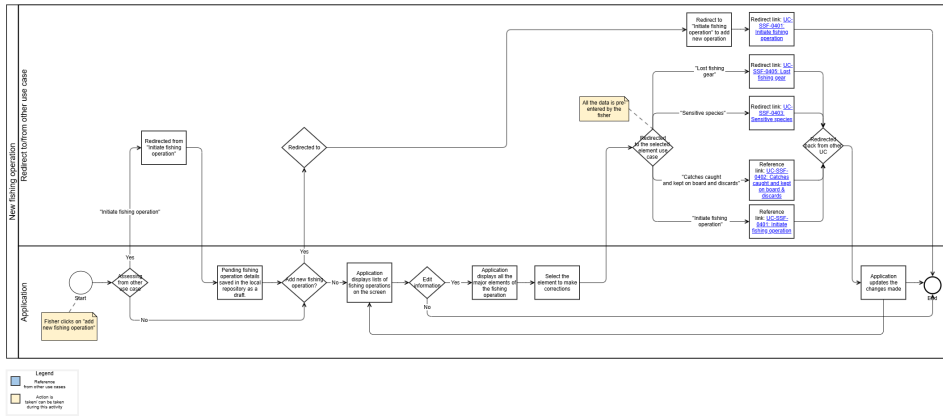 New fishing operation
Redirect to/from other use case
Application
Redirect to
"Initiate fishing
operation" to add
new operation
Redirect link: UC-
SSF-0401:
Initiate fishing
operation
"Lost fishing
gear"
Redirect link: UC-
SSF-0405: Lost
fishing gear
All the data is pre-
entered by the
fisher
"Sensitive species"
Redirect link: UC-
SSF-0403:
Sensitive species
Redirected from
"Initiate fishing
operation"
Redirected to
Redirected
to the selected
element use
case
Redirected
back from other
UC
"Catches caught
and kept on board and discards"
Reference
link: UC-SSF-
0402: Catches
caught and kept
on board &
discards
"Initiate fishing operation"
"Initiate fishing
operation"
Reference
link: UC-SSF-
0401: Initiate
fishing operation
Yes
Yes
Start
Accessing
from other
use case
Pending fishing
operation details
saved in the local
repository as a
draft.
Add new fishing
operation?
No
Application
displays lists of
fishing operations
on the screen
Edit
information
Yes
Application
displays all the
major elements of
the fishing
operation
Select the
element to make
corrections
Application
updates the
changes made
End
No
No
Fisher clicks on "add
new fishing operation"
Legend
Reference
from other use cases
Action is
taken/ can be taken
during this activity